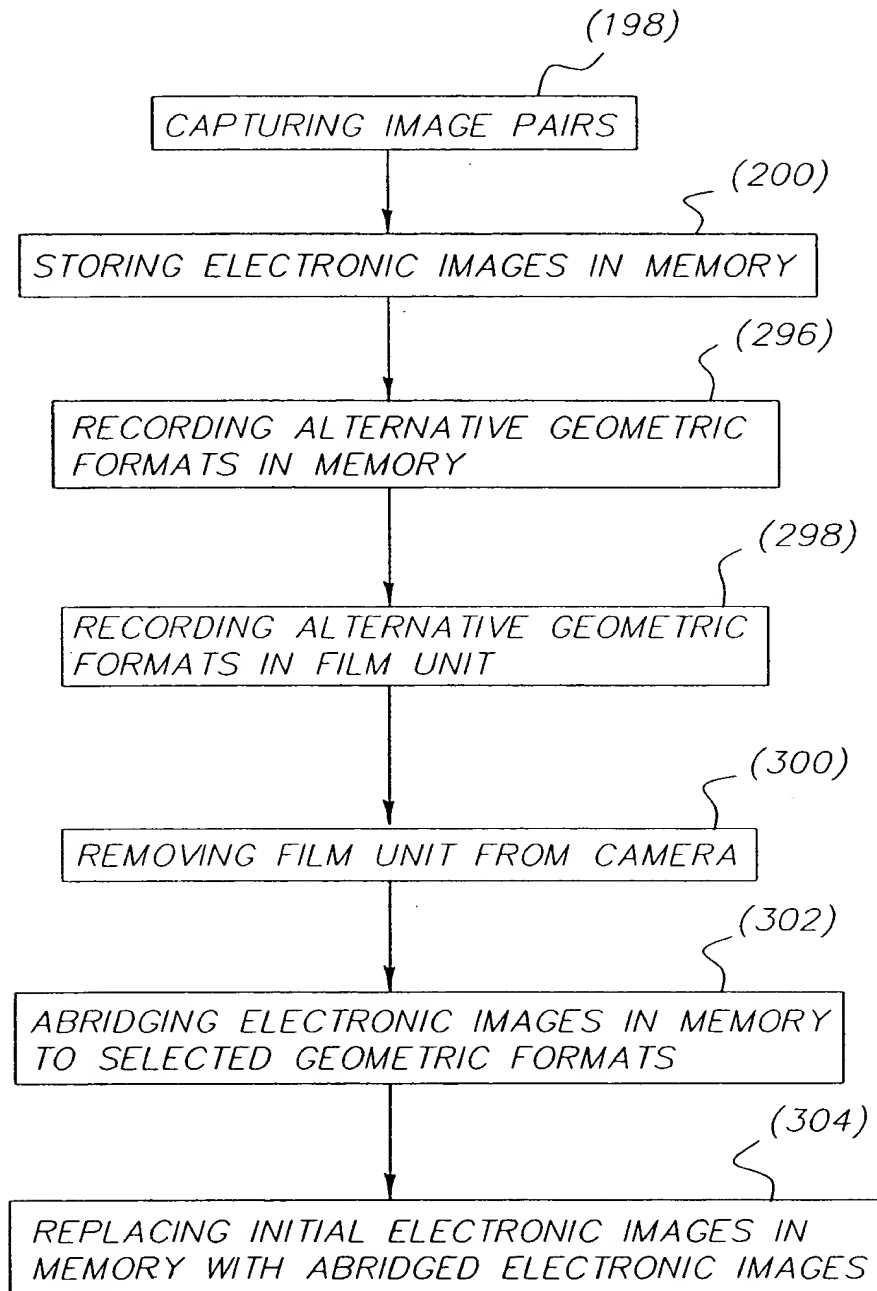 (198)
CAPTURING IMAGE PAIRS
(200)
STORING ELECTRONIC IMAGES IN MEMORY
(296)
RECORDING ALTERNATIVE GEOMETRIC
FORMATS IN MEMORY
(298)
RECORDING ALTERNATIVE GEOMETRIC
FORMATS IN FILM UNIT
(300)
REMOVING FILM UNIT FROM CAMERA
(302)
ABRIDGING ELECTRONIC IMAGES IN MEMORY
TO SELECTED GEOMETRIC FORMATS
(304)
REPLACING INITIAL ELECTRONIC IMAGES IN
MEMORY WITH ABRIDGED ELECTRONIC IMAGES